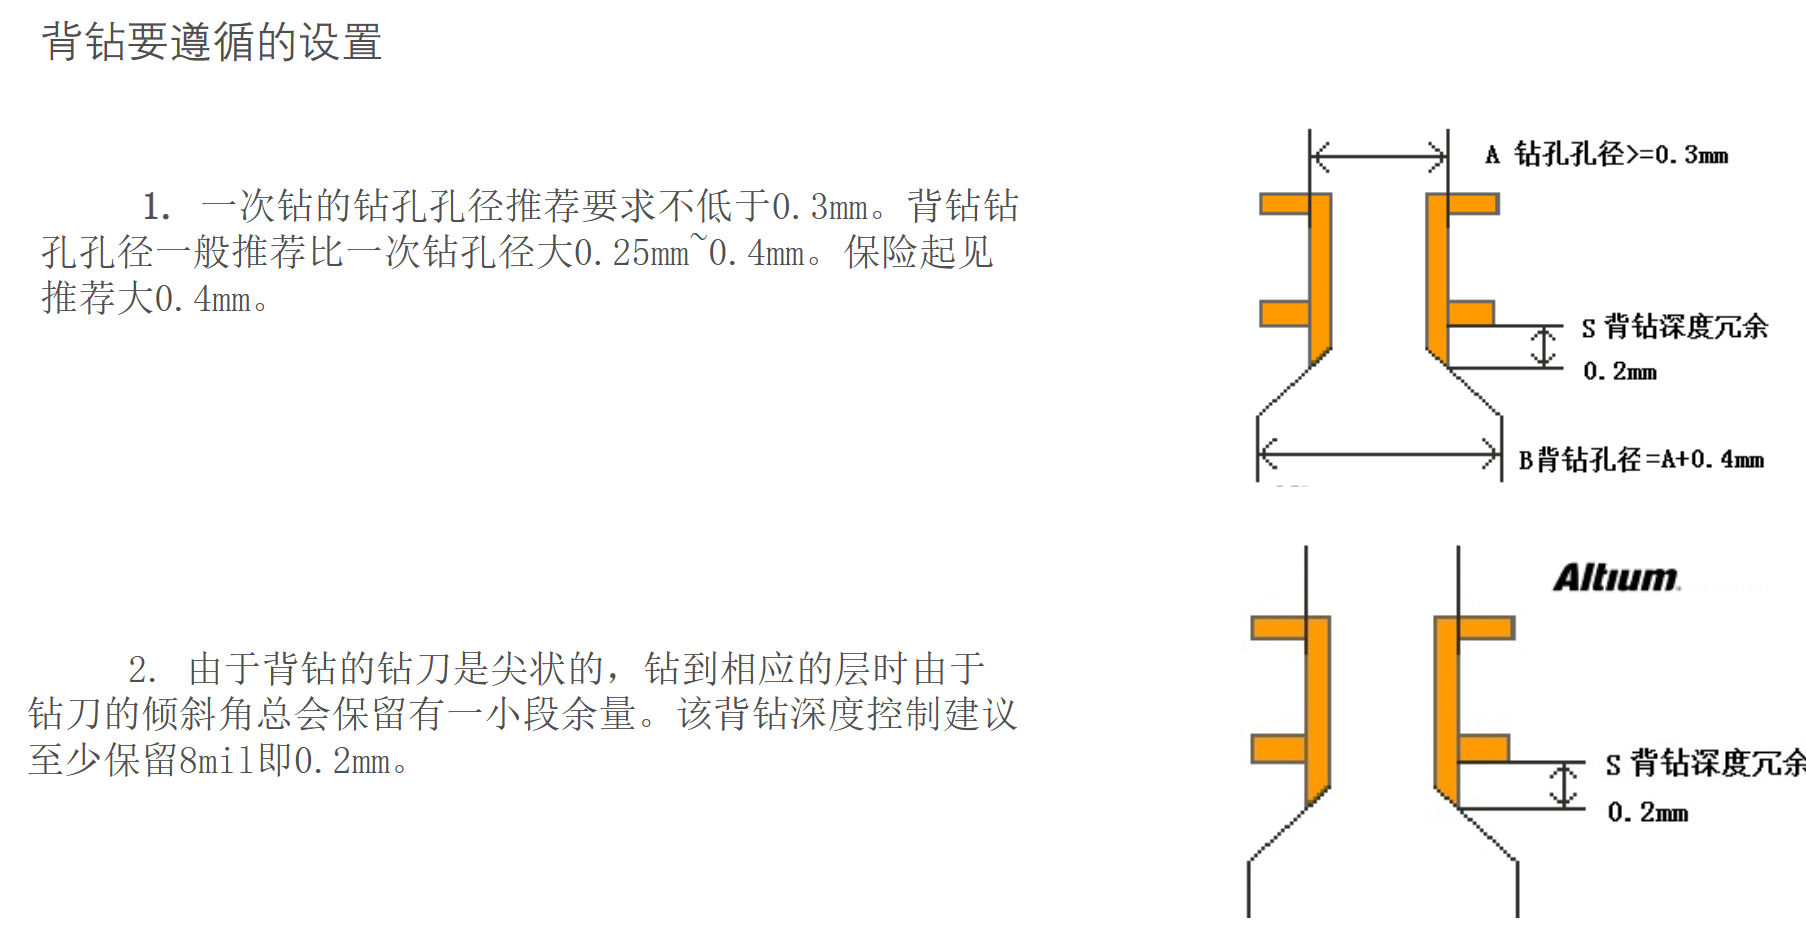 背钻要遵循的设置
1. 一次钻的钻孔孔径推荐要求不低于0.3mm。背钻钻
孔孔径一般推荐比一次钻孔径大0.25mm~0.4mm。保险起见
推荐大0.4mm。
A 钻孔孔径>=0.3mm
S 背钻深度冗余
0.2mm
B背钻孔径=A+0.4mm
Altium
2. 由于背钻的钻刀是尖状的，钻到相应的层时由于
钻刀的倾斜角总会保留有一小段余量。该背钻深度控制建议
至少保留8mil即0.2mm。
S 背钻深度冗余
0.2mm